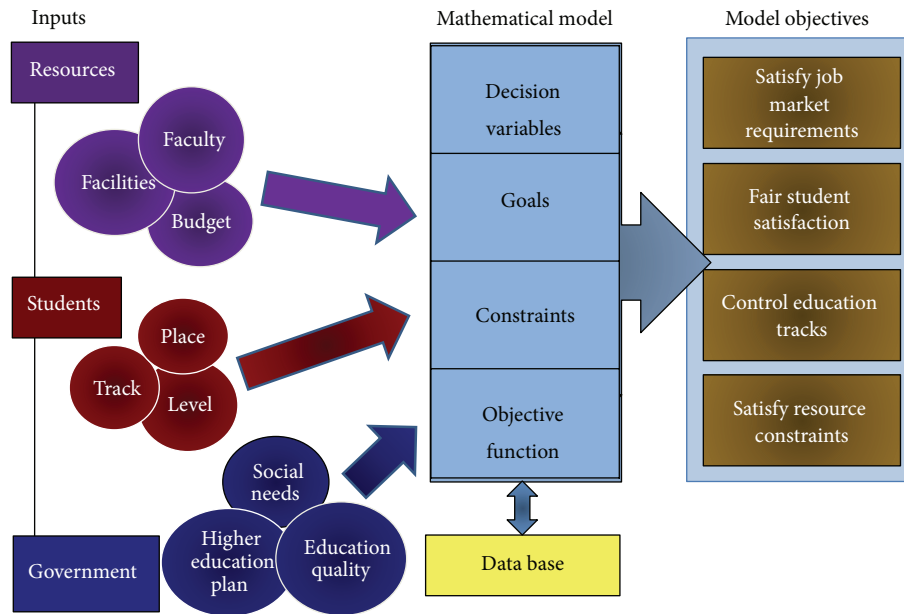 Inputs
Resources
Faculty
Facilities
Budget
Students
Place
Track
Level
Social
needs
Higher
education
plan
Education
quality
Government
Mathematical model
Decision
variables
Goals
Constraints
Objective
function
Data base
Model objectives
Satisfy job
market
requirements
Fair student
satisfaction
Control education
tracks
Satisfy resource
constraints